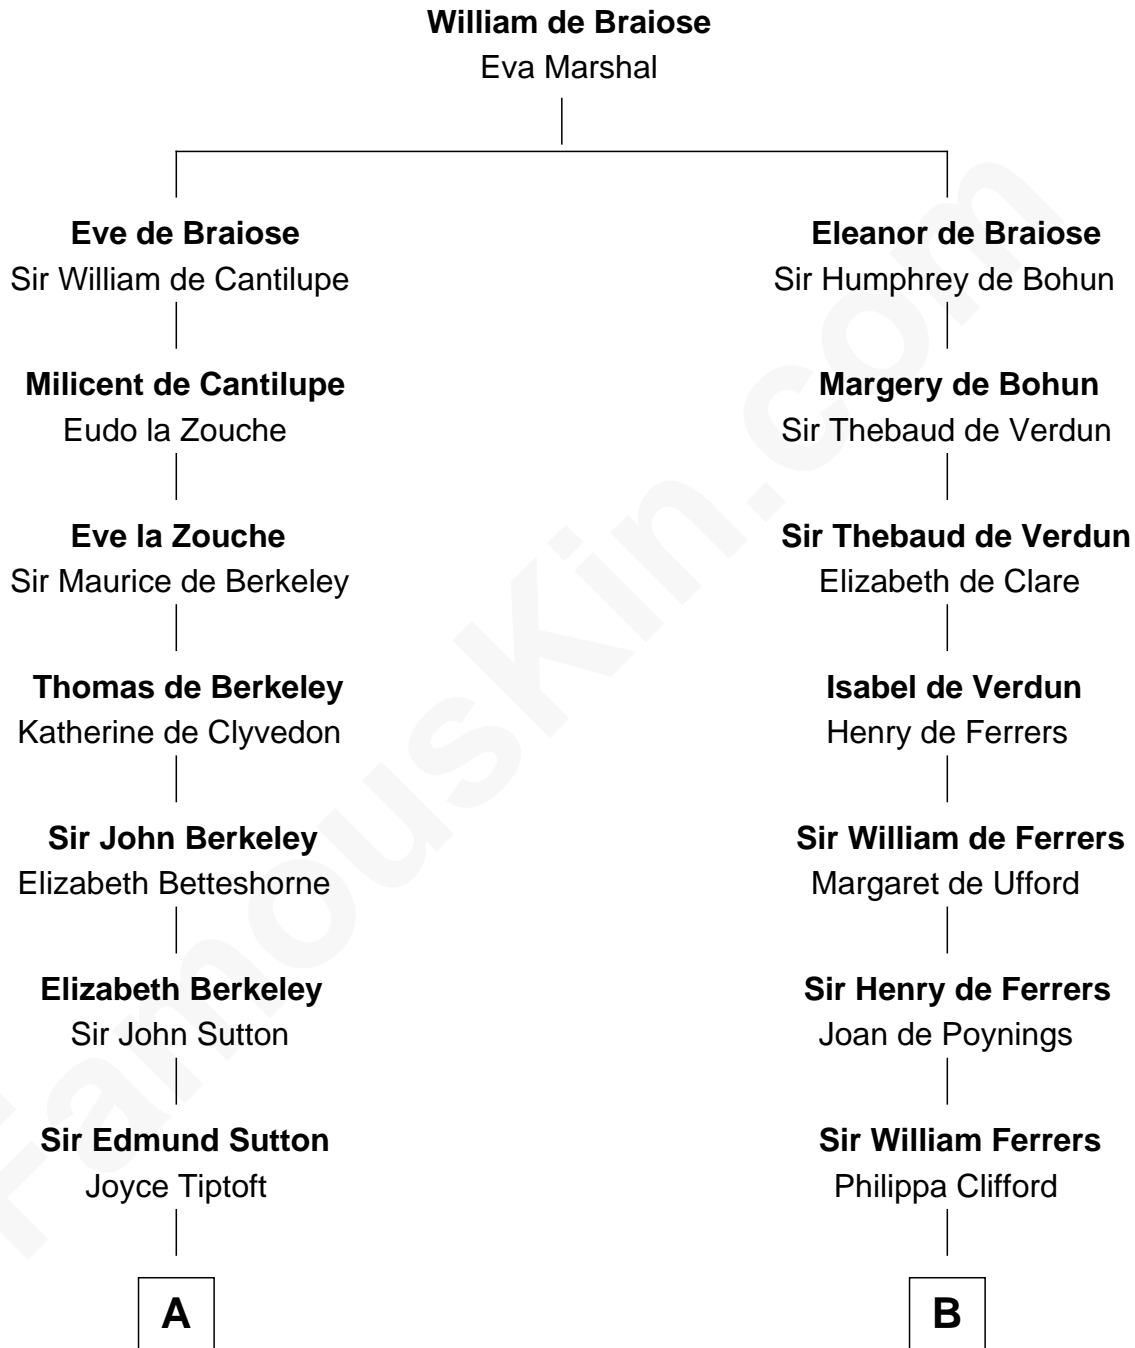 William de Braiose
Eva Marshal
Eve de Braiose
Sir William de Cantilupe
Eleanor de Braiose
Sir Humphrey de Bohun
Milicent de Cantilupe
Eudo la Zouche
Margery de Bohun
Sir Thebaud de Verdun
Eve la Zouche
Sir Maurice de Berkeley
Sir Thebaud de Verdun
Elizabeth de Clare
Thomas de Berkeley
Katherine de Clyvedon
Isabel de Verdun
Henry de Ferrers
Sir John Berkeley
Elizabeth Betteshorne
Sir William de Ferrers
Margaret de Ufford
Elizabeth Berkeley
Sir John Sutton
Sir Henry de Ferrers
Joan de Poynings
Sir Edmund Sutton
Joyce Tiptoft
Sir William Ferrers
Philippa Clifford
A
B
FamousKin.com